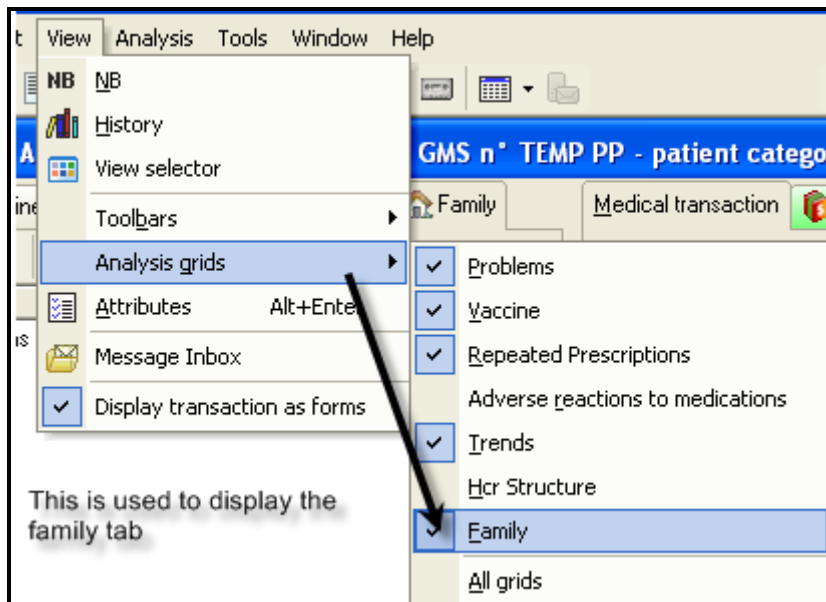 t View Analysis Tools Window Help
NB NB
History
View selector
Toolbars
Analysis grids
Attributes Alt+Enter
Message Inbox
Display transaction as forms
A GMS n° TEMP PP - patient catego
Family Medical transaction
Problems
Vaccine
Repeated Prescriptions
Adverse reactions to medications
Trends
Hcr Structure
Family
All grids
This is used to display the
family tab